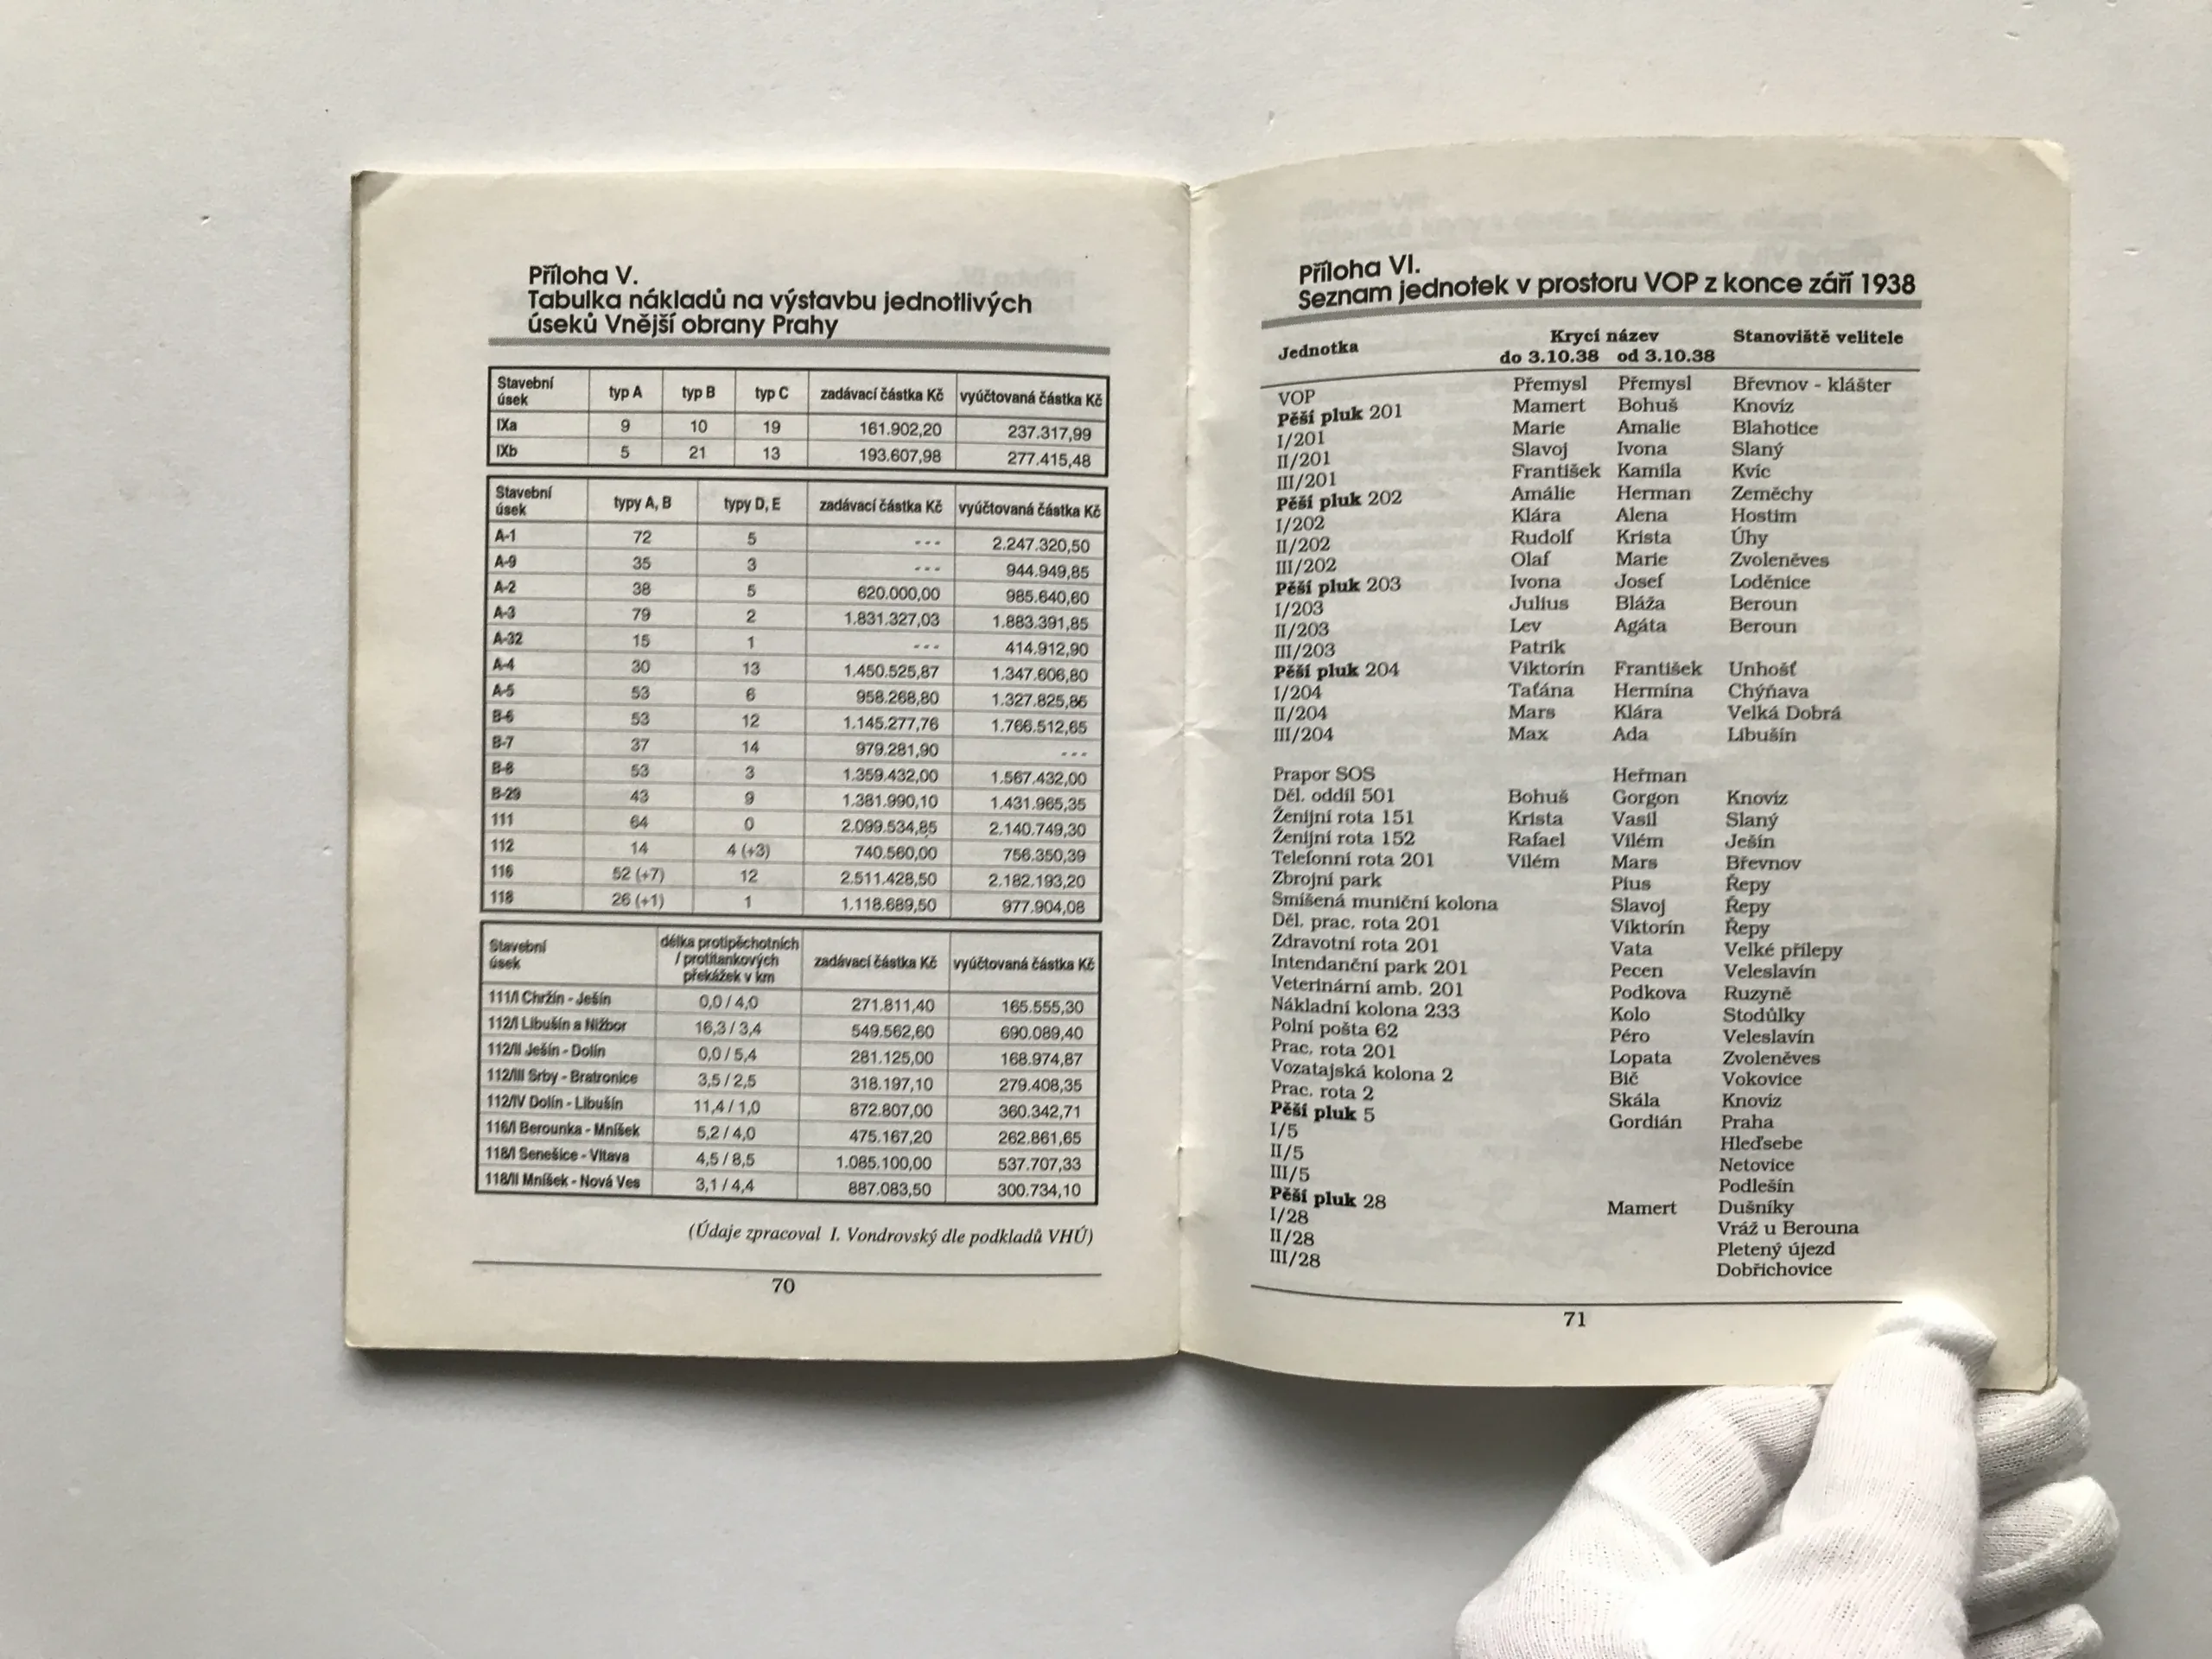 Příloha V.
Tabulka nákladů na výstavbu jednotlivých
úseků Vnější obrany Prahy
Stavební úsek typ A typ B typ C zadávací částka Kč vyúčtovaná částka Kč
IXa 9 10 19 161.902,20 237.317,99
IXb 5 21 13 193.607,98 277.415,48
Stavební úsek typy A, B typy D, E zadávací částka Kč vyúčtovaná částka Kč
A-1 72 5 --- 2.247.320,50
A-9 35 3 --- 944.949,85
A-2 38 5 620.000,00 985.640,60
A-3 79 2 1.831.327,03 1.883.391,85
A-32 15 1 --- 414.912,90
A-4 30 13 1.450.525,87 1.347.606,80
A-5 53 6 958.268,80 1.327.825,86
B-6 53 12 1.145.277,76 1.766.512,65
B-7 37 14 979.281,90 ---
B-8 53 3 1.359.432,00 1.567.432,00
B-29 43 9 1.381.990,10 1.431.965,35
111 64 0 2.099.534,85 2.140.749,30
112 14 4 (+3) 740.560,00 756.350,39
116 52 (+7) 12 2.511.428,50 2.182.193,20
118 26 (+1) 1 1.118.689,50 977.904,08
Stavební úsek délka protipěchotních / protitankových překážek v km zadávací částka Kč vyúčtovaná částka Kč
111/I Chržín - Ješín 0,0 / 4,0 271.811,40 165.555,30
112/I Libušín a Nižbor 16,3 / 3,4 549.562,60 690.089,40
112/II Ješín - Dolín 0,0 / 5,4 281.125,00 168.974,87
112/III Srby - Bratronice 3,5 / 2,5 318.197,10 279.408,35
112/IV Dolín - Libušín 11,4 / 1,0 872.807,00 360.342,71
116/I Berounka - Mníšek 5,2 / 4,0 475.167,20 262.861,65
118/I Senešice - Vltava 4,5 / 8,5 1.085.100,00 537.707,33
118/II Mníšek - Nová Ves 3,1 / 4,4 887.083,50 300.734,10
(Údaje zpracoval I. Vondrovský dle podkladů VHÚ)
70
Příloha VI.
Seznam jednotek v prostoru VOP z konce září 1938
Jednotka Krycí název Stanoviště velitele
do 3.10.38 od 3.10.38
VOP Přemysl Přemysl Břevnov - klášter
Pěší pluk 201 Mamert Bohuš Knovíz
I/201 Marie Amalie Blahotice
II/201 Slavoj Ivona Slaný
III/201 František Kamila Kvíc
Pěší pluk 202 Amálie Herman Zeměchy
I/202 Klára Alena Hostim
II/202 Rudolf Krista Úhy
III/202 Olaf Marie Zvoleněves
Pěší pluk 203 Ivona Josef Loděnice
I/203 Julius Bláža Beroun
II/203 Lev Agáta Beroun
III/203 Patrik
Pěší pluk 204 Viktorín František Unhošť
I/204 Taťána Hermína Chýňava
II/204 Mars Klára Velká Dobrá
III/204 Max Ada Libušín
Prapor SOS Heřman
Děl. oddíl 501 Bohuš Gorgon Knovíz
Ženijní rota 151 Krista Vasil Slaný
Ženijní rota 152 Rafael Vilém Ješín
Telefonní rota 201 Vilém Mars Břevnov
Zbrojní park Pius Řepy
Smíšená muniční kolona Slavoj Řepy
Děl. prac. rota 201 Viktorín Řepy
Zdravotní rota 201 Vata Velké přílepy
Intendanční park 201 Pecen Veleslavín
Veterinární amb. 201 Podkova Ruzyně
Nákladní kolona 233 Kolo Stodůlky
Polní pošta 62 Péro Veleslavín
Prac. rota 201 Lopata Zvoleněves
Vozatajská kolona 2 Bič Vokovice
Prac. rota 2 Skála Knovíz
Pěší pluk 5 Gordián Praha
I/5 Hleďsebe
II/5 Netovice
III/5 Podlešín
Pěší pluk 28 Mamert Dušníky
I/28 Vráž u Berouna
II/28 Pletený újezd
III/28 Dobřichovice
71